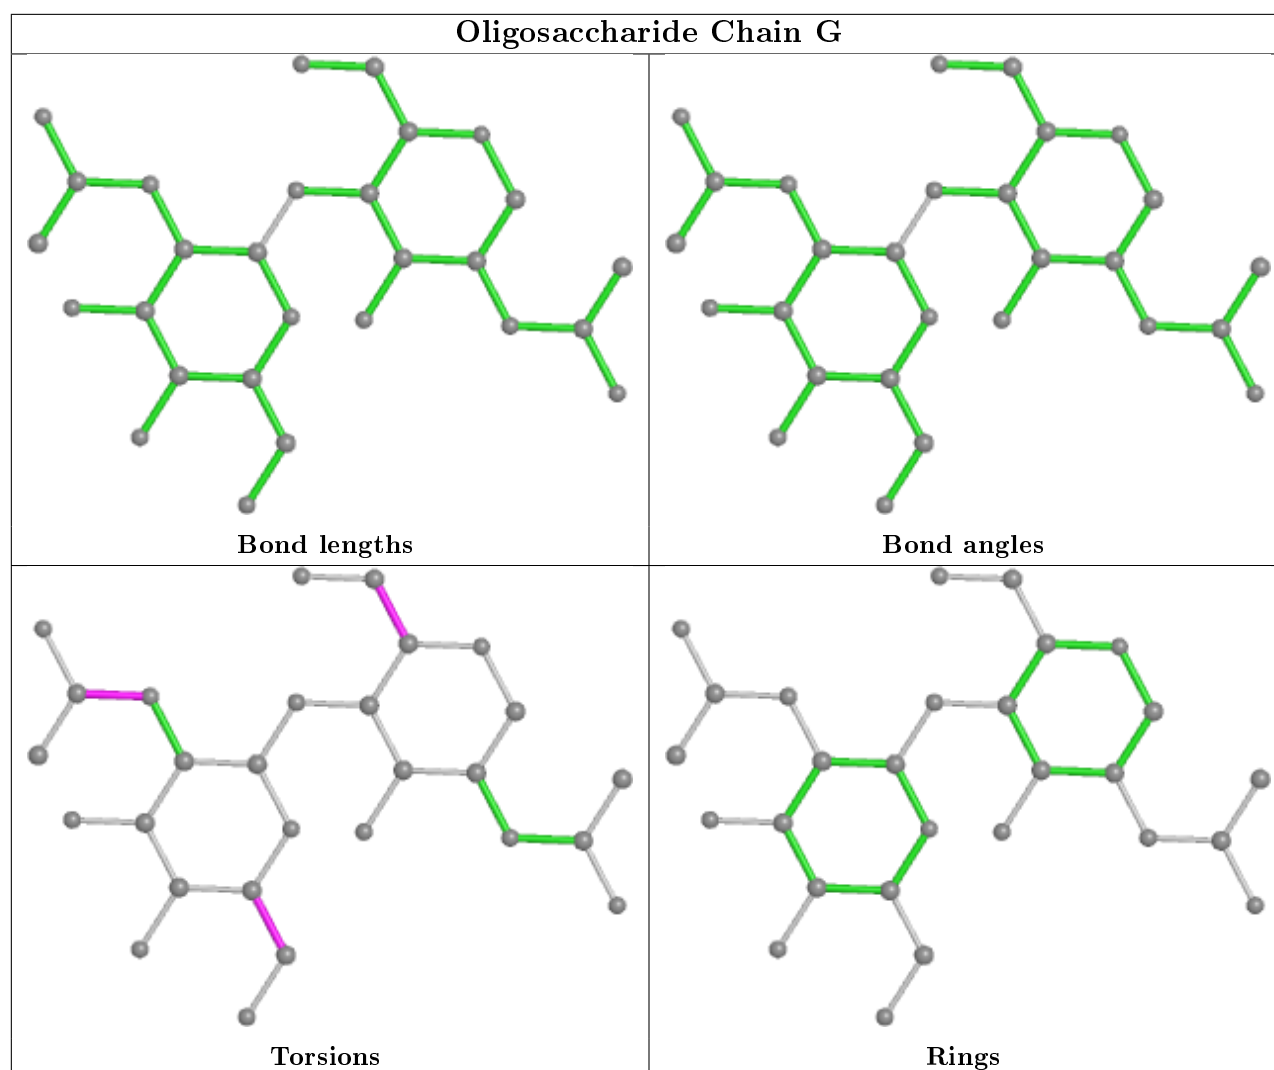 Oligosaccharide Chain G
Bond lengths
Bond angles
Torsions
Rings